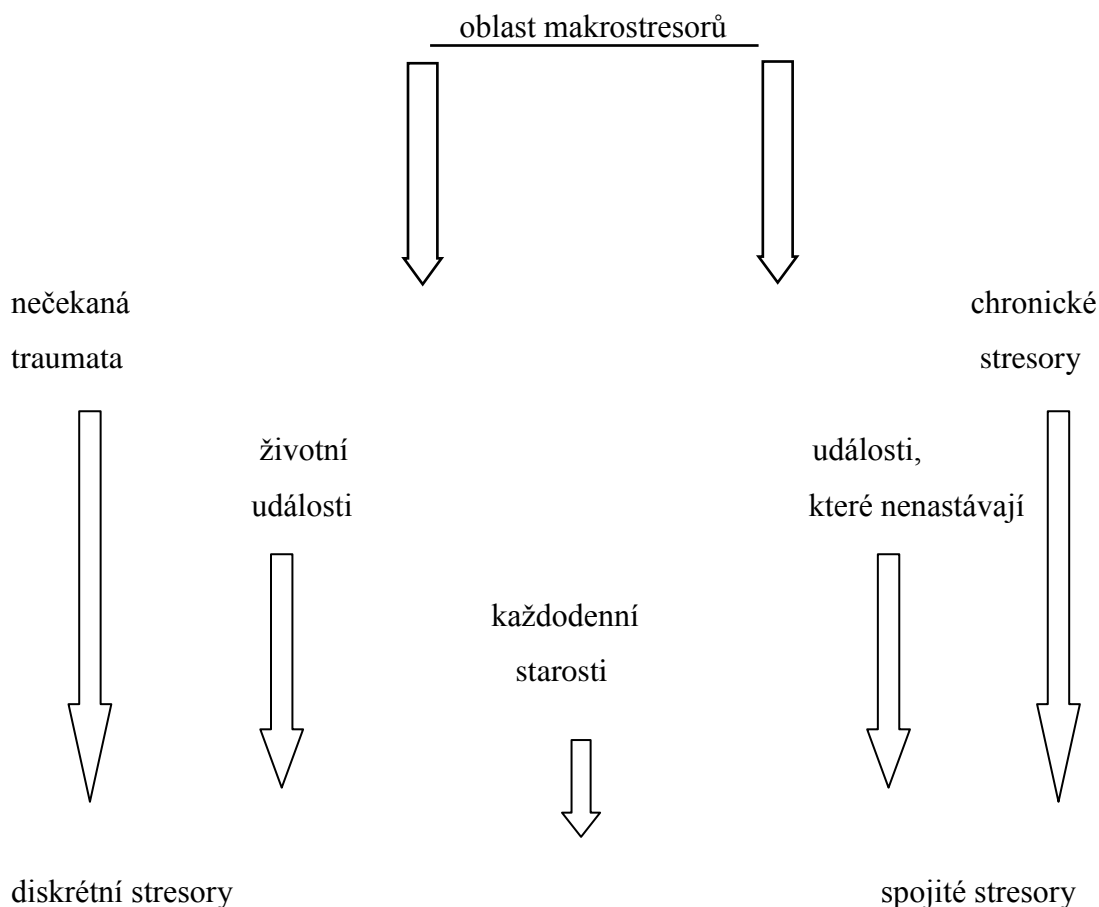 oblast makrostresorů
nečekaná
traumata
chronické
stresory
životní
události
události,
které nenastávají
každodenní
starosti
diskrétní stresory
spojité stresory